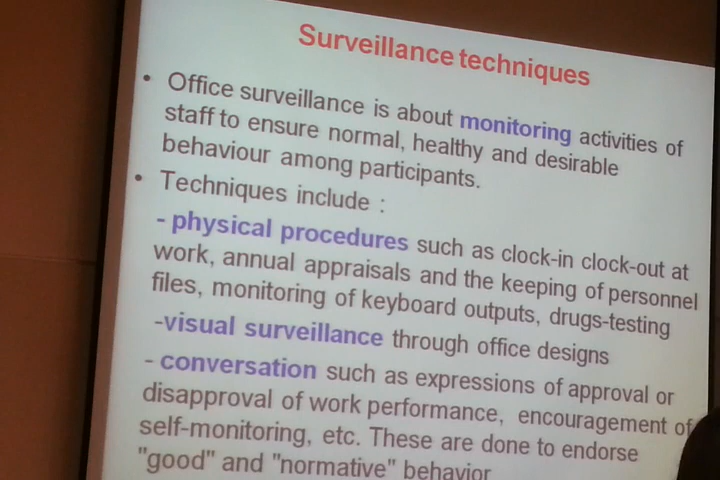 Surveillance techniques
• Office surveillance is about monitoring activities of
staff to ensure normal, healthy and desirable
behaviour among participants.
• Techniques include :
- physical procedures such as clock-in clock-out at
work, annual appraisals and the keeping of personnel
files, monitoring of keyboard outputs, drugs-testing
-visual surveillance through office designs
- conversation such as expressions of approval or
disapproval of work performance, encouragement of
self-monitoring, etc. These are done to endorse
"good" and "normative" behavior